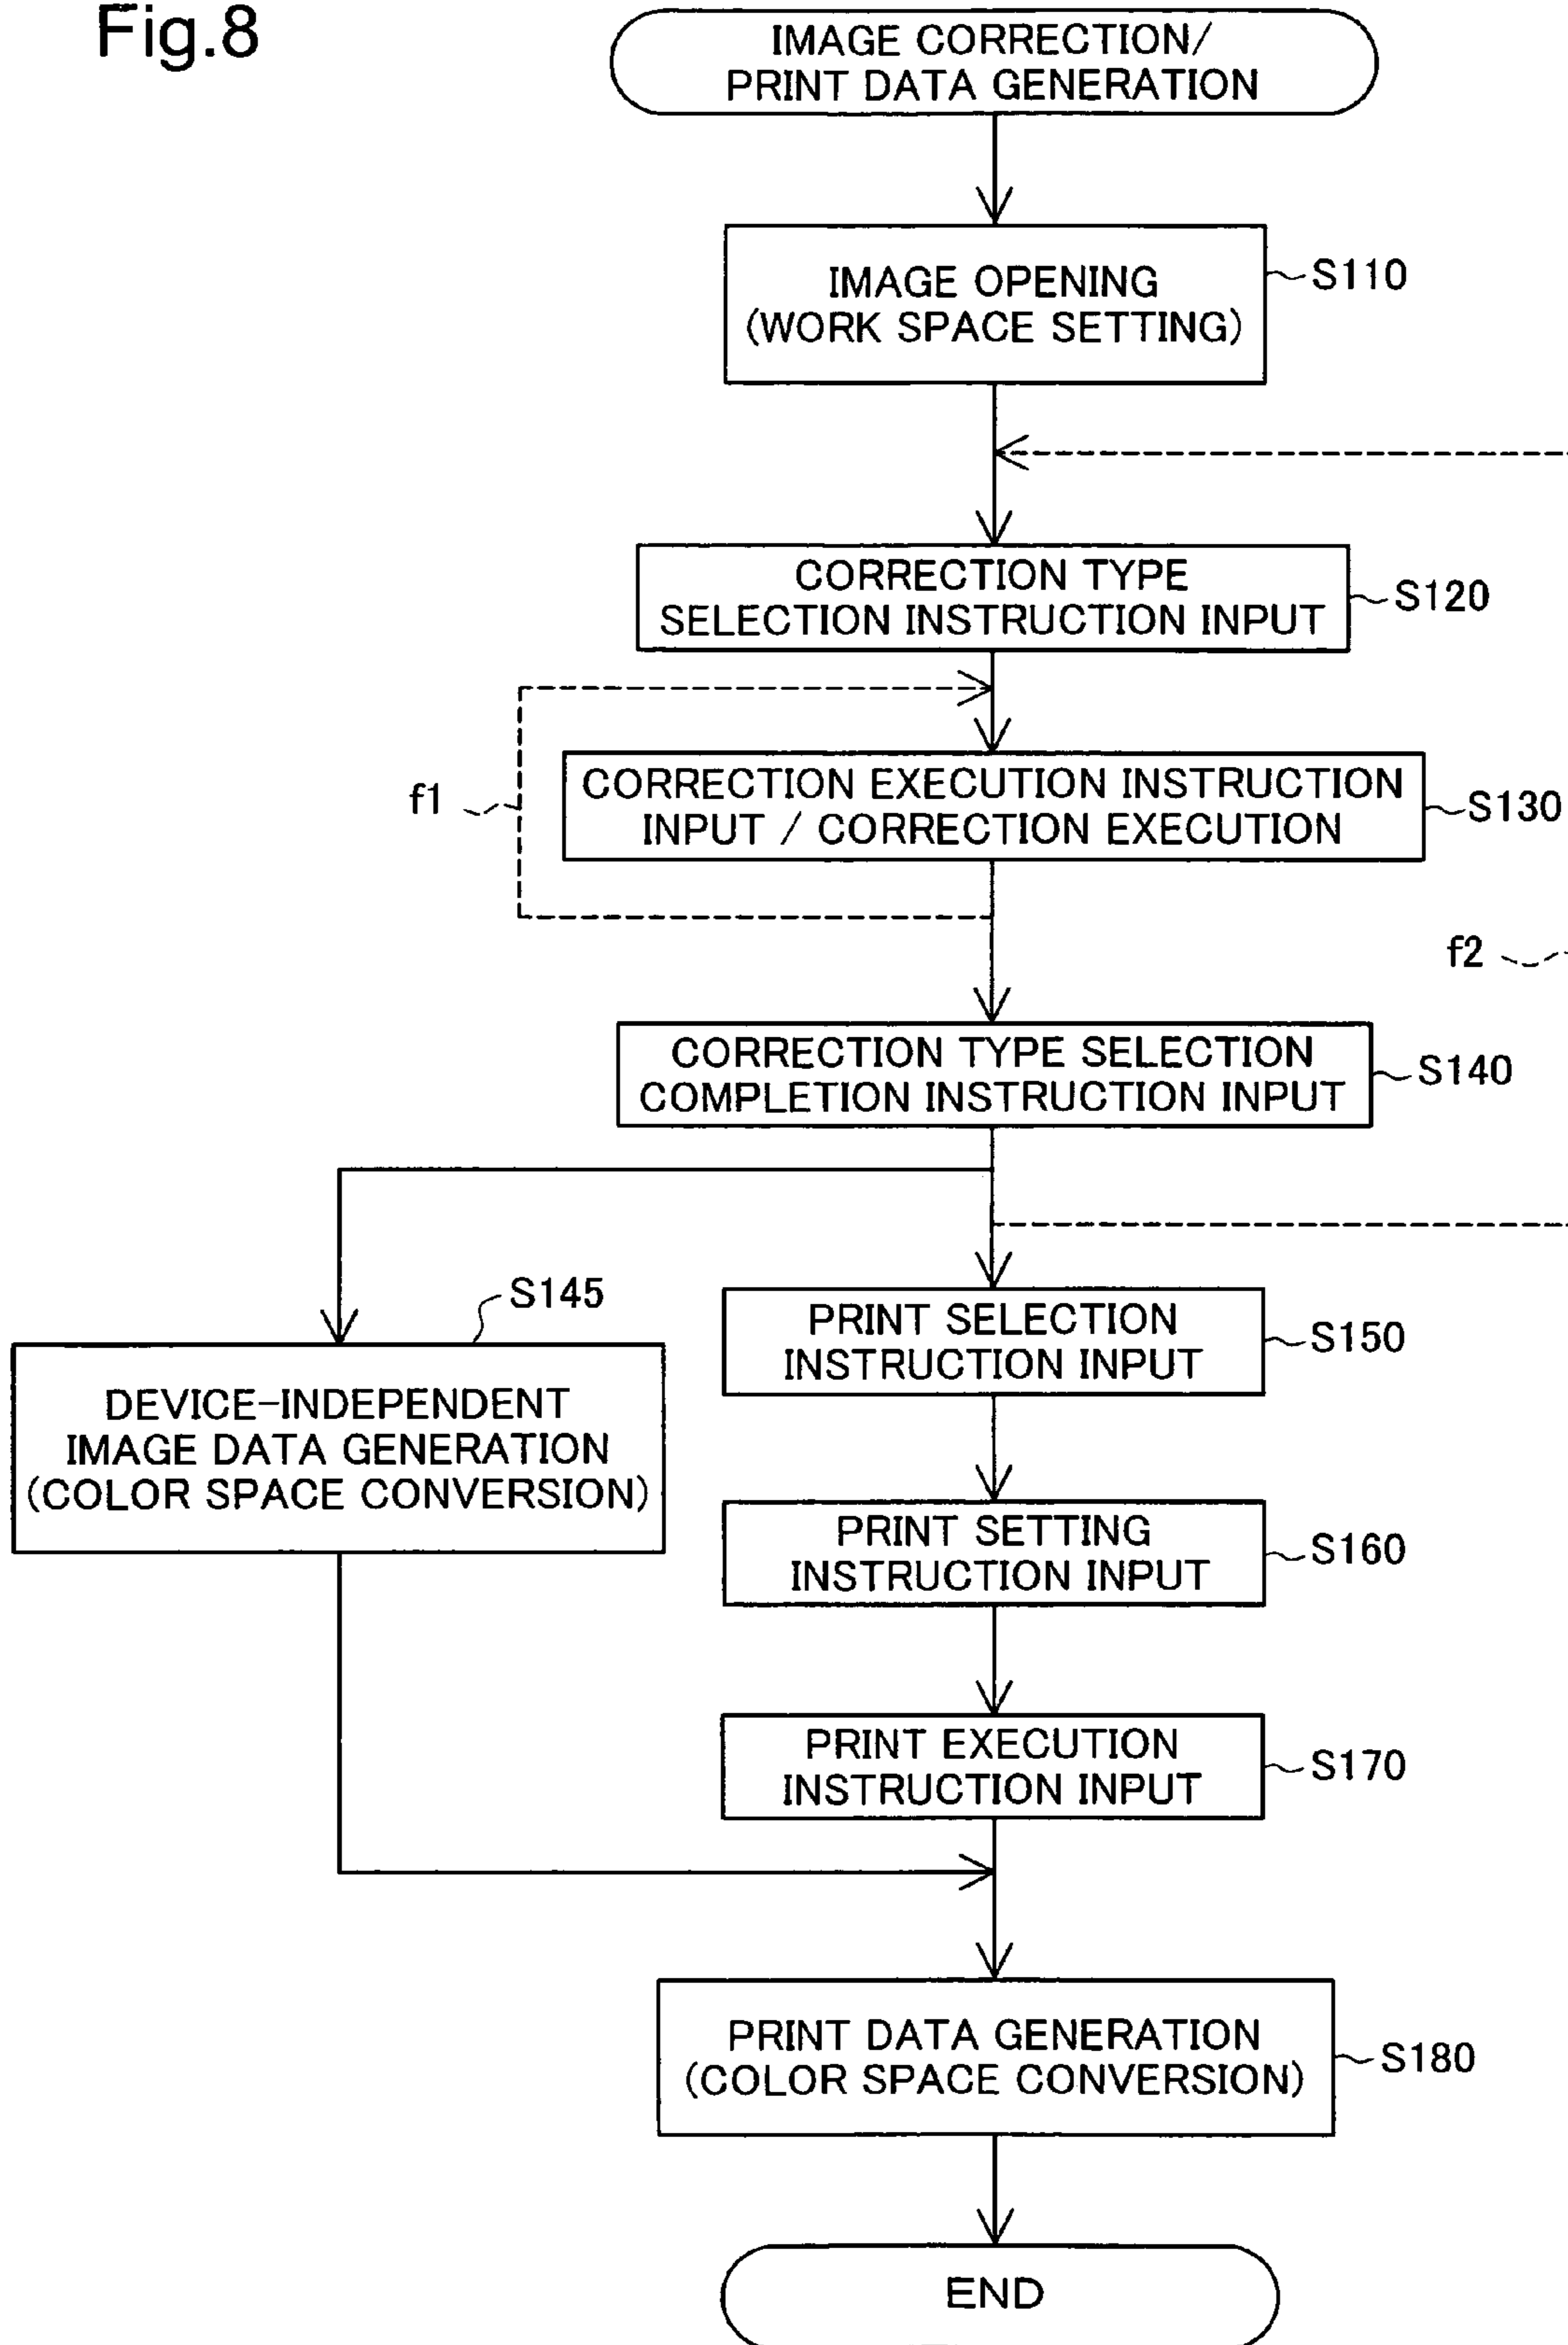 Fig.8
IMAGE CORRECTION/
PRINT DATA GENERATION
IMAGE OPENING
(WORK SPACE SETTING)
S110
CORRECTION TYPE
SELECTION INSTRUCTION INPUT
S120
f1
CORRECTION EXECUTION INSTRUCTION
INPUT / CORRECTION EXECUTION
S130
f2
CORRECTION TYPE SELECTION
COMPLETION INSTRUCTION INPUT
S140
S145
DEVICE-INDEPENDENT
IMAGE DATA GENERATION
(COLOR SPACE CONVERSION)
PRINT SELECTION
INSTRUCTION INPUT
S150
PRINT SETTING
INSTRUCTION INPUT
S160
PRINT EXECUTION
INSTRUCTION INPUT
S170
PRINT DATA GENERATION
(COLOR SPACE CONVERSION)
S180
END